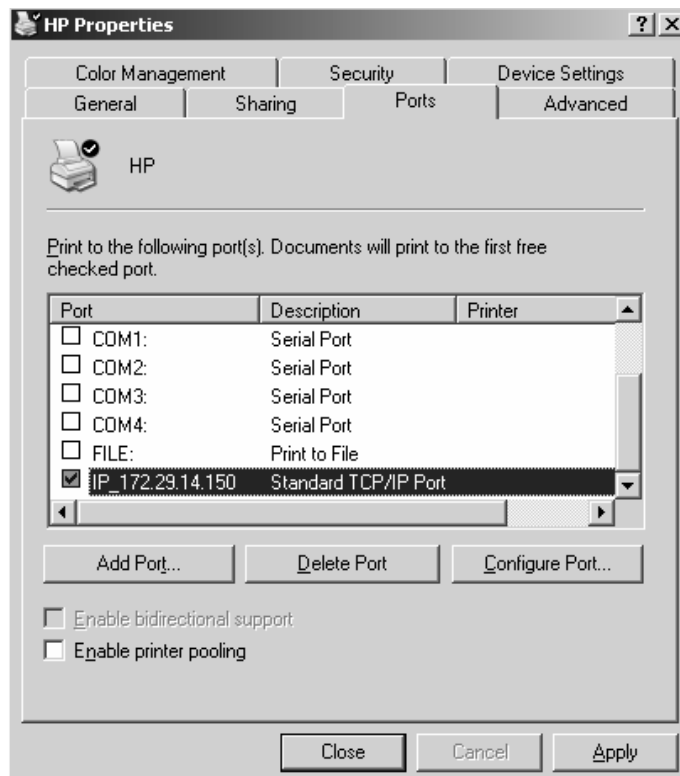 HP Properties
Color Management Security Device Settings
General Sharing Ports Advanced
HP
Print to the following port(s). Documents will print to the first free
checked port.
Port Description Printer
COM1: Serial Port
COM2: Serial Port
COM3: Serial Port
COM4: Serial Port
FILE: Print to File
IP_172.29.14.150 Standard TCP/IP Port
Add Port... Delete Port Configure Port...
Enable bidirectional support
Enable printer pooling
Close Cancel Apply